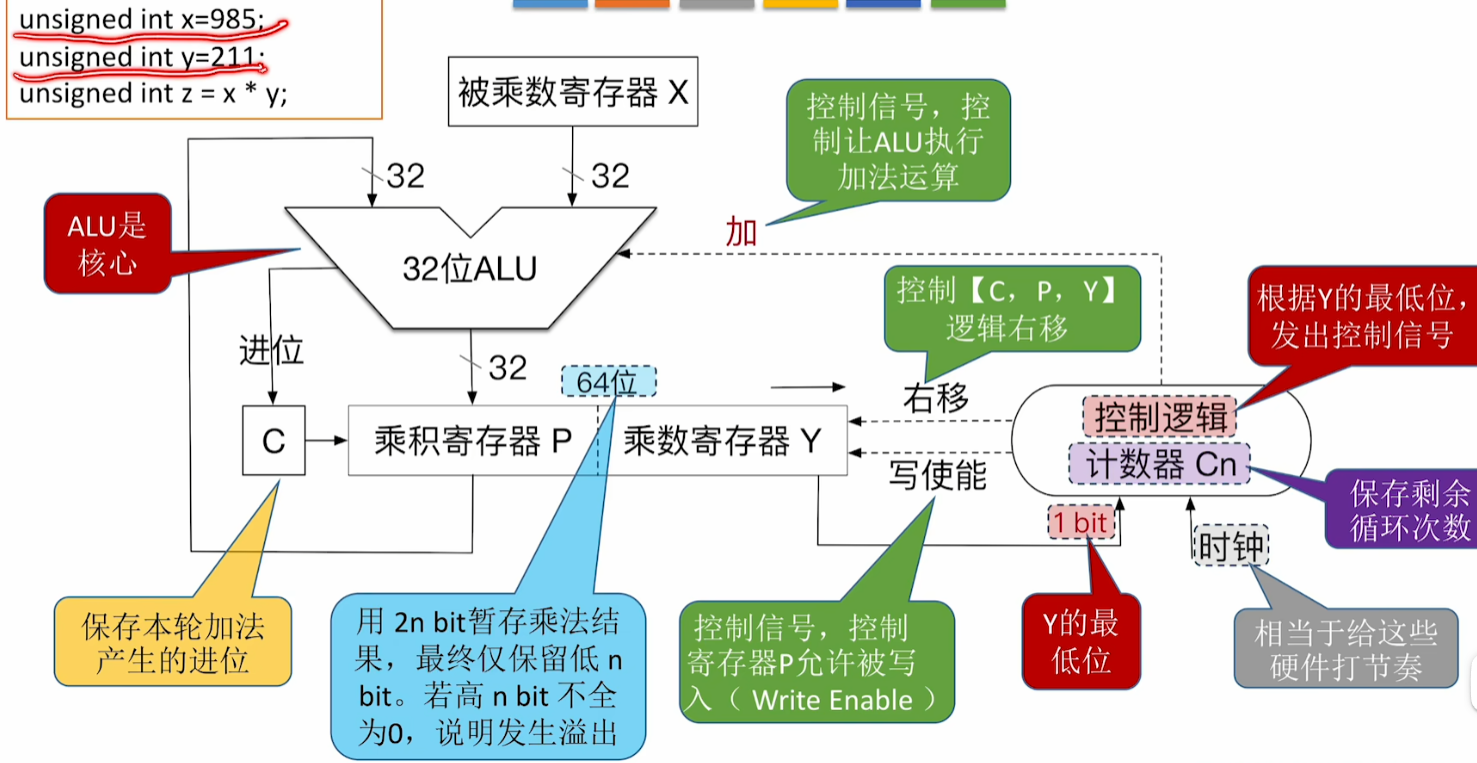 unsigned int x=985;
unsigned int y=211;
unsigned int z = x * y;
被乘数寄存器 X
控制信号，控
制让ALU执行
加法运算
32
32
ALU是
核心
加
32位ALU
控制【C，P，Y】
逻辑右移
根据Y的最低位，
发出控制信号
进位
32
64位
右移
C
乘积寄存器 P
乘数寄存器 Y
控制逻辑
计数器 Cn
写使能
保存剩余
循环次数
1 bit
时钟
保存本轮加法
产生的进位
用 2n bit暂存乘法结
果，最终仅保留低 n
bit。若高 n bit 不全
为0，说明发生溢出
控制信号，控制
寄存器P允许被写
入（ Write Enable ）
Y的最
低位
相当于给这些
硬件打节奏